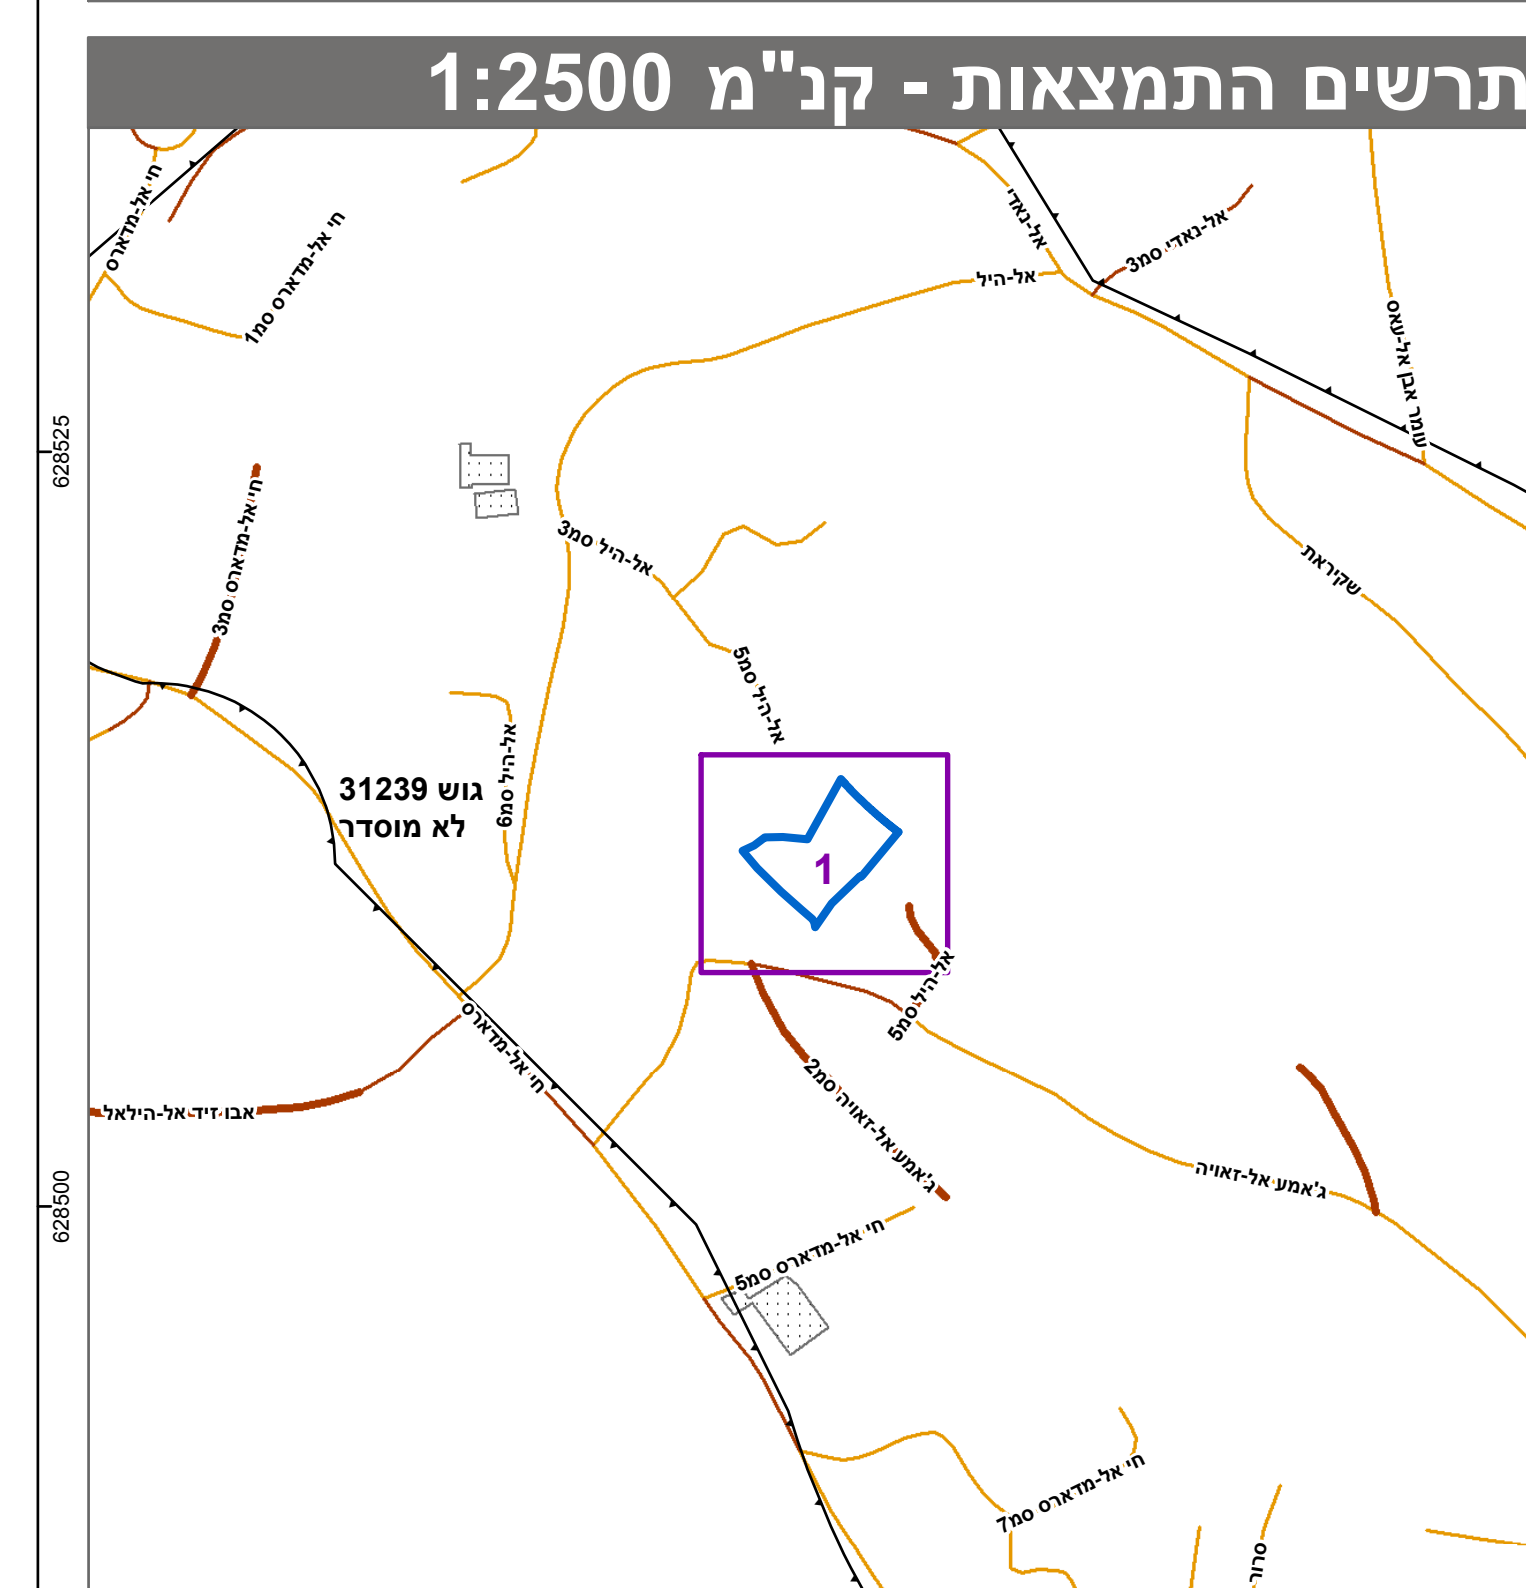 תרשים התמצאות - קנ"מ 1:2500
חי אל-מדארס
חי אל-מדארס סמ1
אל-נאדי
אל-נאדי סמ3
אל-היל
עומר אבן אל-עאס
628525
חי אל-מדארס סמ3
אל-היל סמ3
שקיראת
אל-היל סמ5
אל-היל סמ6
גוש 31239
לא מוסדר
1
אל-היל סמ5
חי אל-מדארס
ג'אמע אל-זאויה סמ2
אבו זיד אל-הילאל
ג'אמע אל-זאויה
628500
חי אל-מדארס סמ5
חי אל-מדארס סמ7
סרור